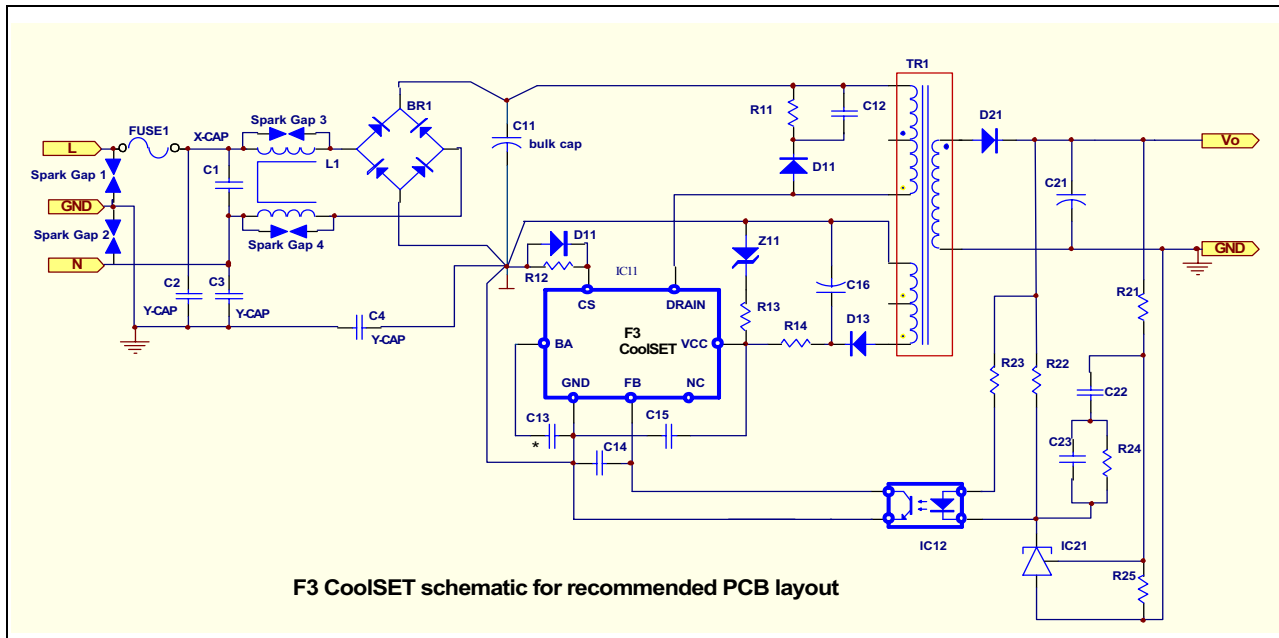 TR1
BR1
Spark Gap 3
FUSE1
X-CAP
L
R11
C12
D21
Vo
C11
bulk cap
L1
C1
D11
Spark Gap 1
C21
GND
Spark Gap 2
Spark Gap 4
D11
Z11
GND
N
R12
IC11
C2
C3
C16
R21
CS
DRAIN
Y-CAP
Y-CAP
C4
Y-CAP
R13
D13
F3
CoolSET
R14
BA
VCC
R23
R22
GND
FB
NC
C22
C13
*
C15
C14
C23
R24
IC12
IC21
R25
F3 CoolSET schematic for recommended PCB layout